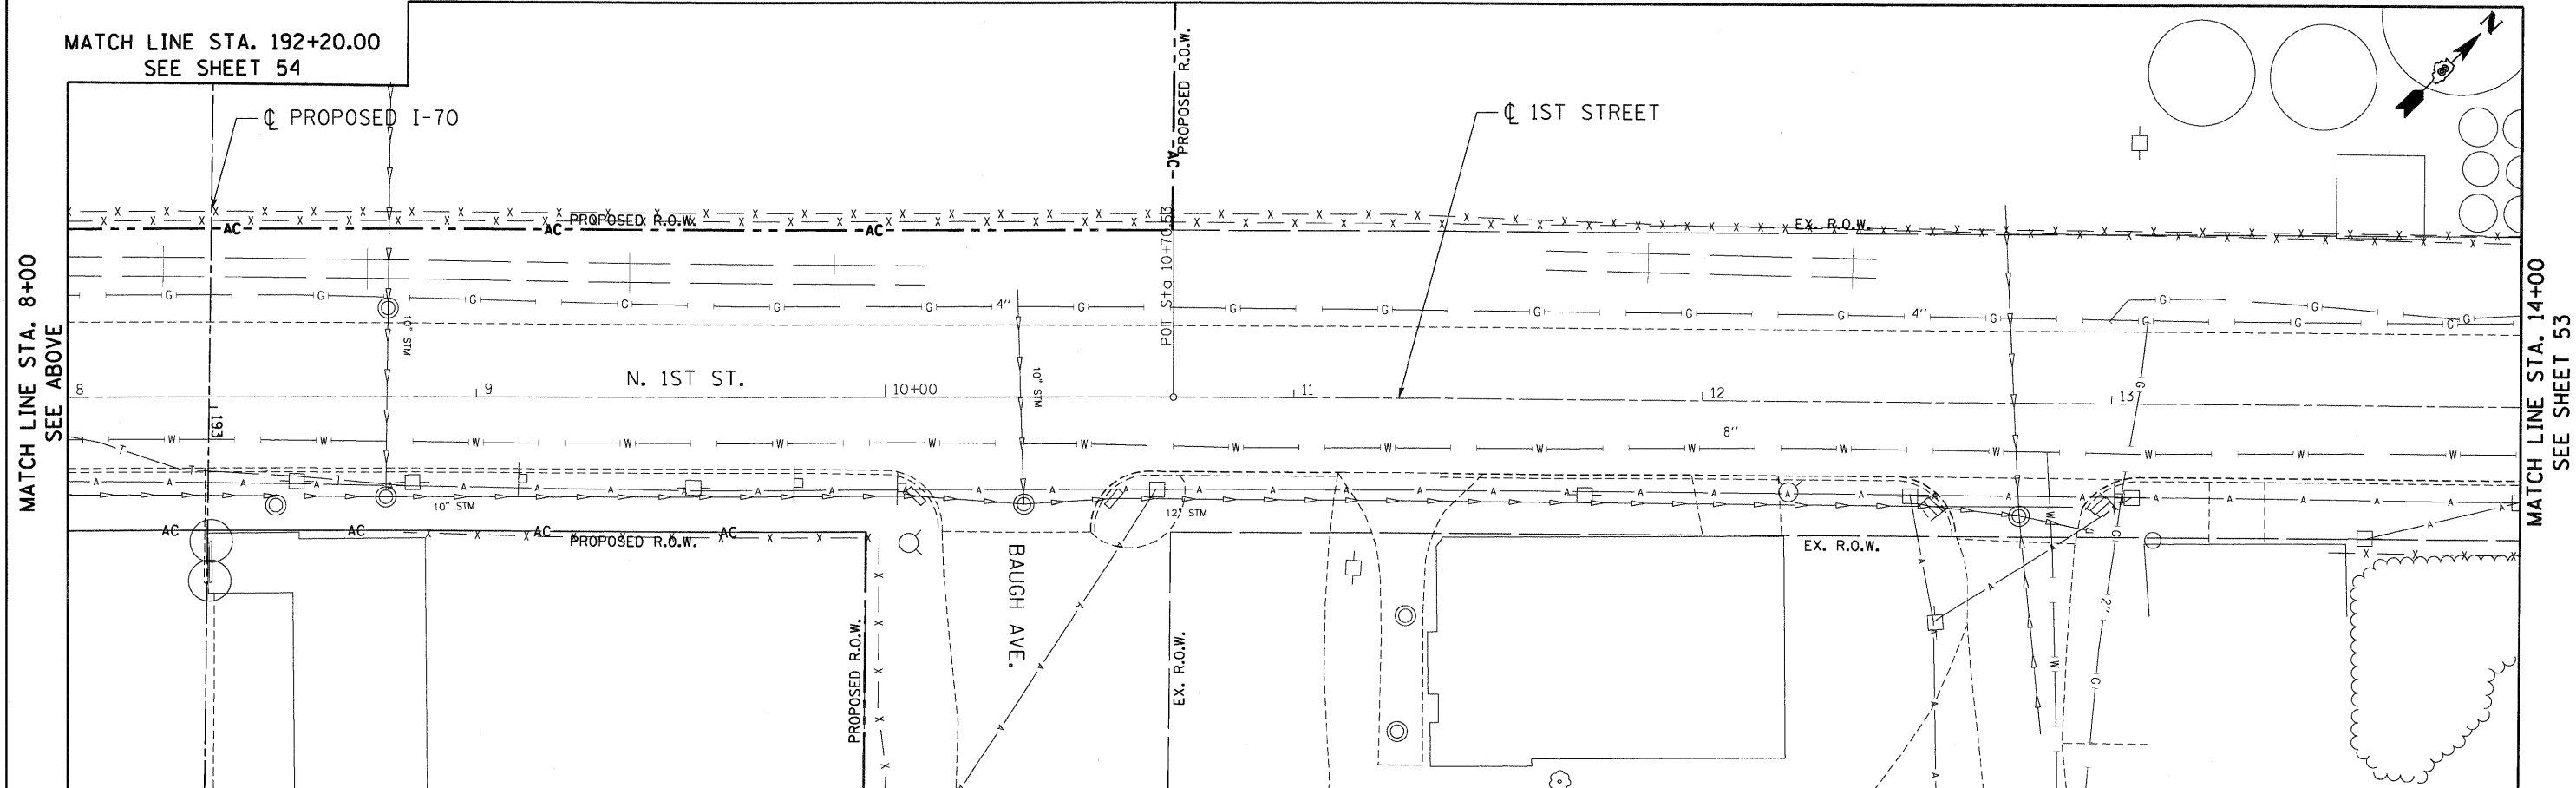 MATCH LINE STA. 192+20.00
SEE SHEET 54
N
℄ PROPOSED I-70
PROPOSED R.O.W.
AC
℄ 1ST STREET
X X X X X PROPOSED R.O.W. X X X X X EX. R.O.W. X X X
AC AC AC
MATCH LINE STA. 8+00
SEE ABOVE
POT Sta 10+70.53
G G G G G 4" G G G G G 4" G G G G
10" STM
10" STM
N. 1ST ST.
8 9 10+00 11 12 13
193
W W W W W W W W W W 8" W W W W W
T T T
A A A A A A A A A A A A A A A A
10" STM
12" STM
AC AC AC AC
PROPOSED R.O.W.
EX. R.O.W.
BAUGH AVE.
PROPOSED R.O.W.
EX. R.O.W.
2"
MATCH LINE STA. 14+00
SEE SHEET 53